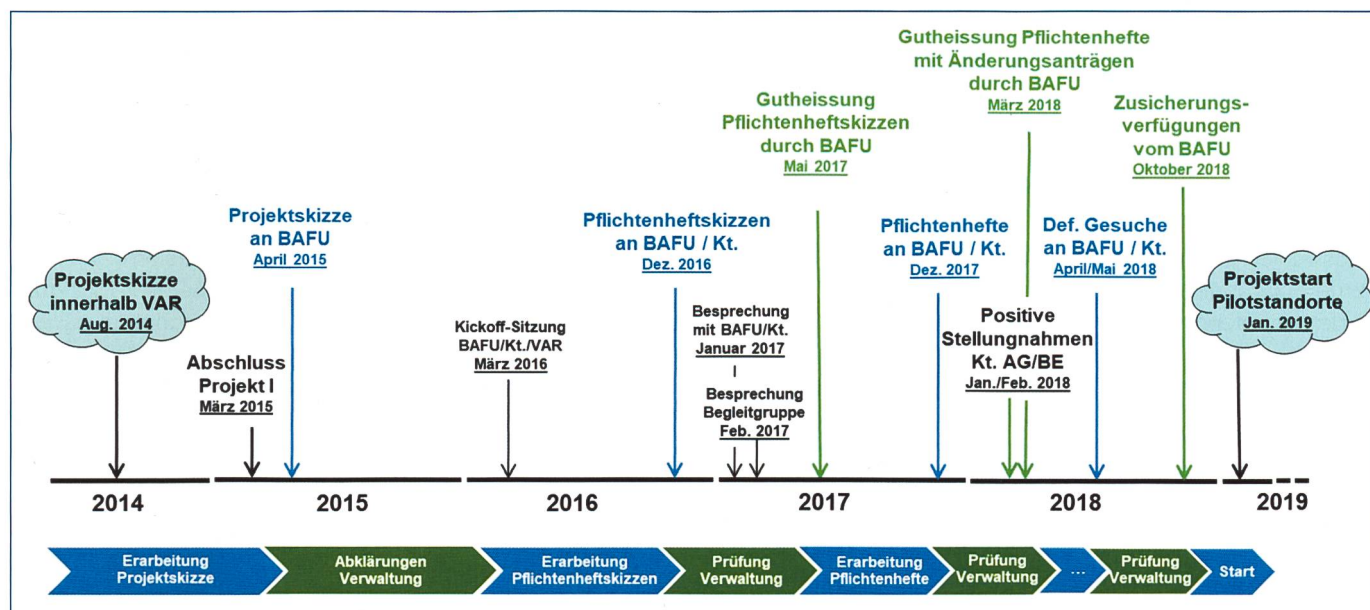 Gutheissung Pflichtenhefte
mit Änderungsanträgen
durch BAFU
März 2018
Gutheissung
Pflichtenheftskizzen
durch BAFU
Mai 2017
Zusicherungs-
verfügungen
vom BAFU
Oktober 2018
Projektskizze
an BAFU
April 2015
Pflichtenheftskizzen
an BAFU / Kt.
Dez. 2016
Pflichtenhefte
an BAFU / Kt.
Dez. 2017
Def. Gesuche
an BAFU / Kt.
April/Mai 2018
Projektskizze
innerhalb VAR
Aug. 2014
Abschluss
Projekt I
März 2015
Kickoff-Sitzung
BAFU/Kt./VAR
März 2016
Besprechung
mit BAFU/Kt.
Januar 2017
Besprechung
Begleitgruppe
Feb. 2017
Positive
Stellungnahmen
Kt. AG/BE
Jan./Feb. 2018
Projektstart
Pilotstandorte
Jan. 2019
2014
2015
2016
2017
2018
2019
Erarbeitung
Projektskizze
Abklärungen
Verwaltung
Erarbeitung
Pflichtenheftskizzen
Prüfung
Verwaltung
Erarbeitung
Pflichtenhefte
Prüfung
Verwaltung
...
Prüfung
Verwaltung
Start